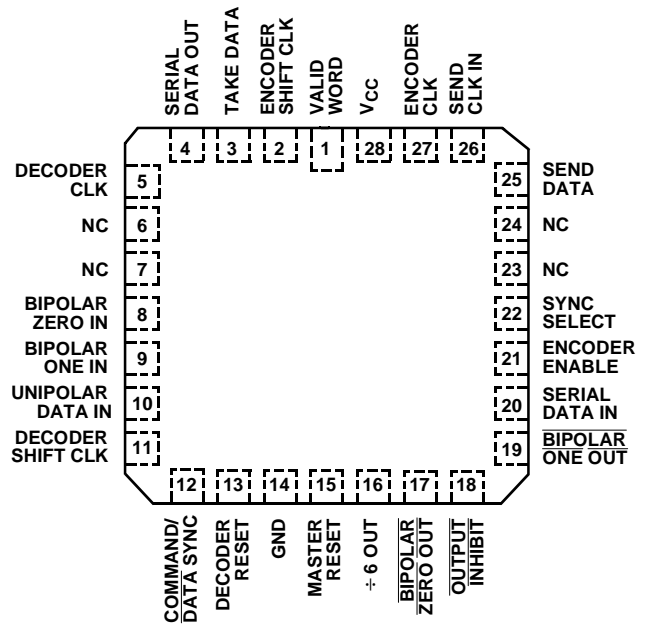 SERIAL
DATA OUT
TAKE DATA
ENCODER
SHIFT CLK
VALID
WORD
VCC
ENCODER
CLK
SEND
CLK IN
4
3
2
1
28
27
26
DECODER
CLK
5
NC
6
NC
7
BIPOLAR
ZERO IN
8
BIPOLAR
ONE IN
9
UNIPOLAR
DATA IN
10
DECODER
SHIFT CLK
11
25
SEND
DATA
24
NC
23
NC
22
SYNC
SELECT
21
ENCODER
ENABLE
20
SERIAL
DATA IN
19
BIPOLAR
ONE OUT
12
13
14
15
16
17
18
COMMAND/
DATA SYNC
DECODER
RESET
GND
MASTER
RESET
÷ 6 OUT
BIPOLAR
ZERO OUT
OUTPUT
INHIBIT